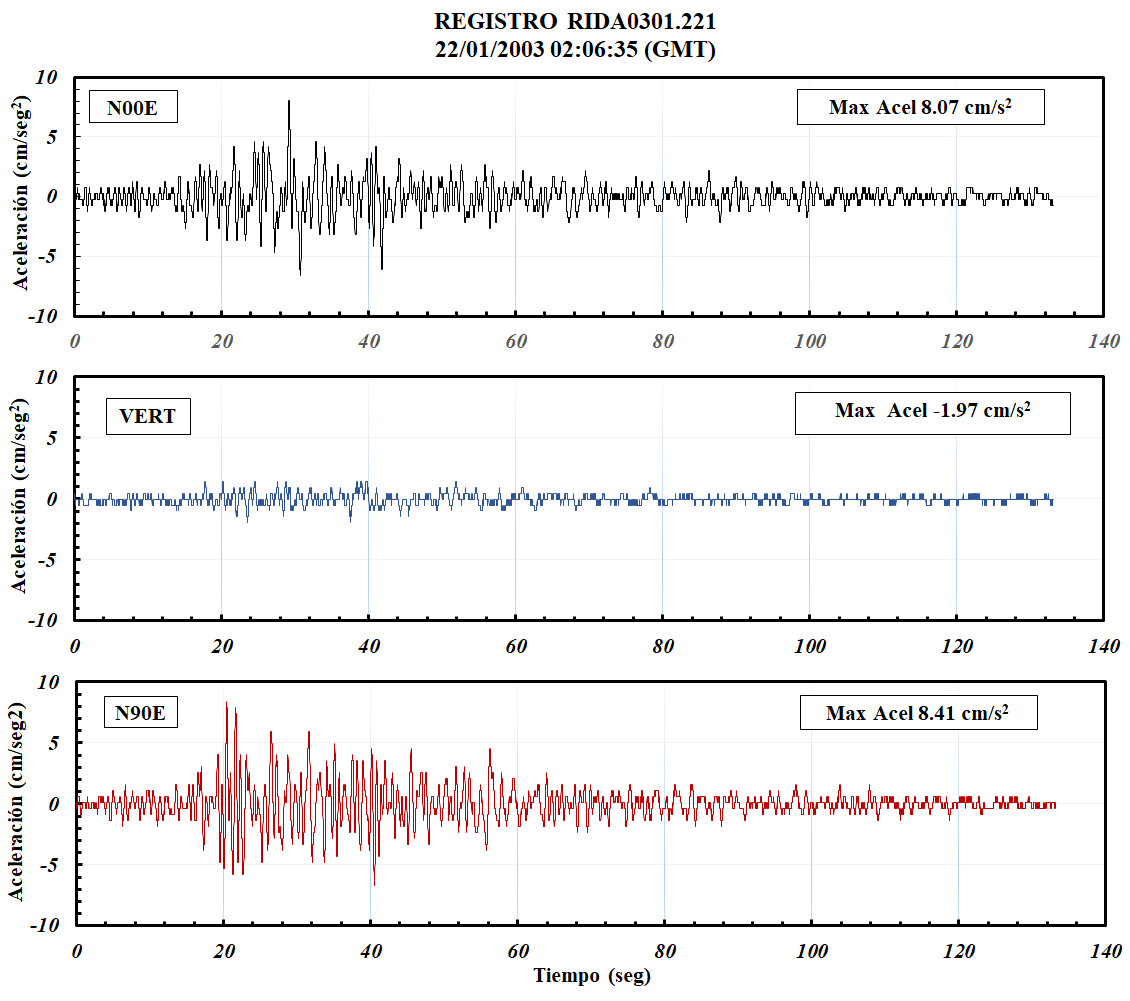 REGISTRO RIDA0301.221
22/01/2003 02:06:35 (GMT)
Aceleración (cm/seg²)
10
5
0
-5
-10
N00E
Max Acel 8.07 cm/s²
0 20 40 60 80 100 120 140
Aceleración (cm/seg²)
10
5
0
-5
-10
VERT
Max Acel -1.97 cm/s²
0 20 40 60 80 100 120 140
Aceleración (cm/seg2)
10
5
0
-5
-10
N90E
Max Acel 8.41 cm/s²
0 20 40 60 80 100 120 140
Tiempo (seg)